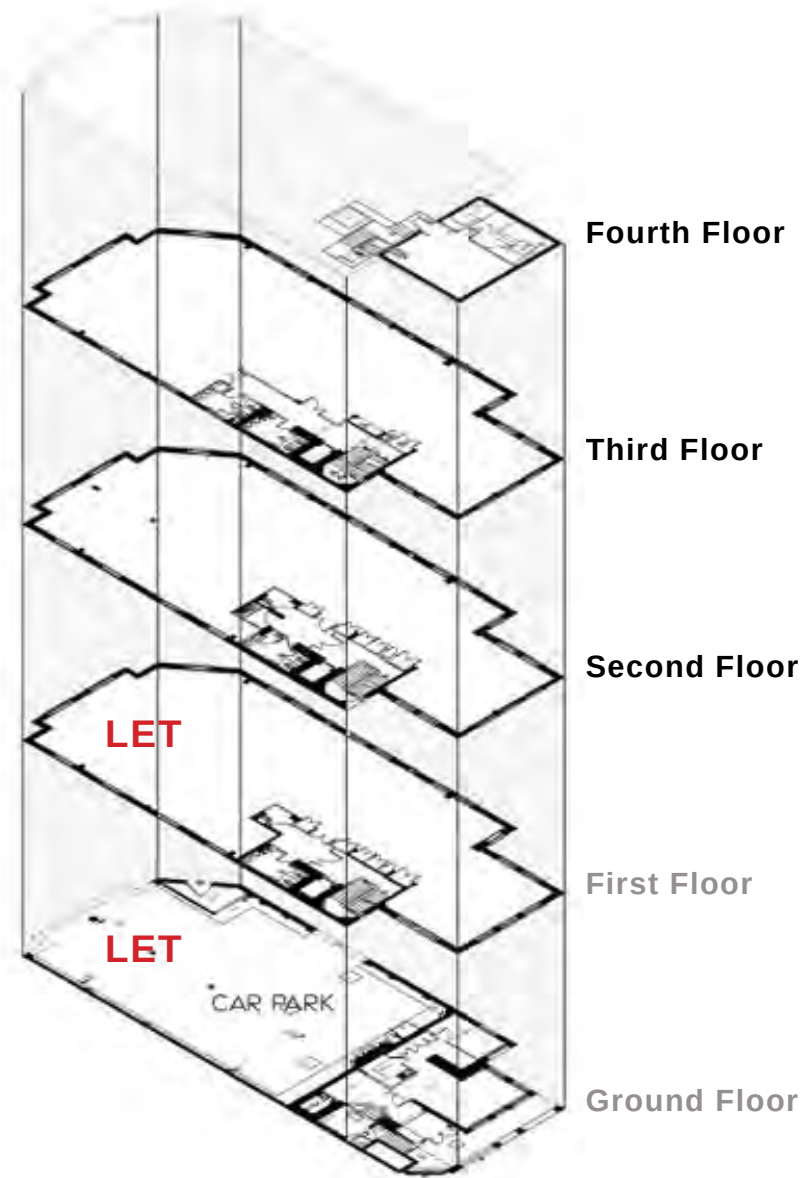 Fourth Floor
Third Floor
Second Floor
LET
First Floor
LET
CAR PARK
Ground Floor